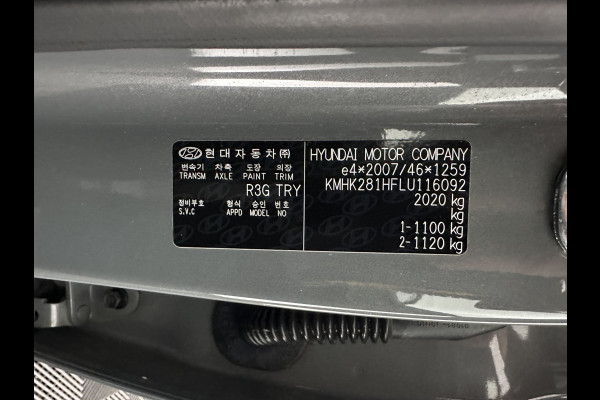 현대자동차㈜
변속기 차축 도장 의장
TRANSM AXLE PAINT TRIM
R3G TRY
정비부호 형식 승인 번호
S.V.C APPD MODEL NO
HYUNDAI MOTOR COMPANY
e4*2007/46*1259
KMHK281HFLU116092
2020 kg
kg
1-1100 kg
2-1120 kg